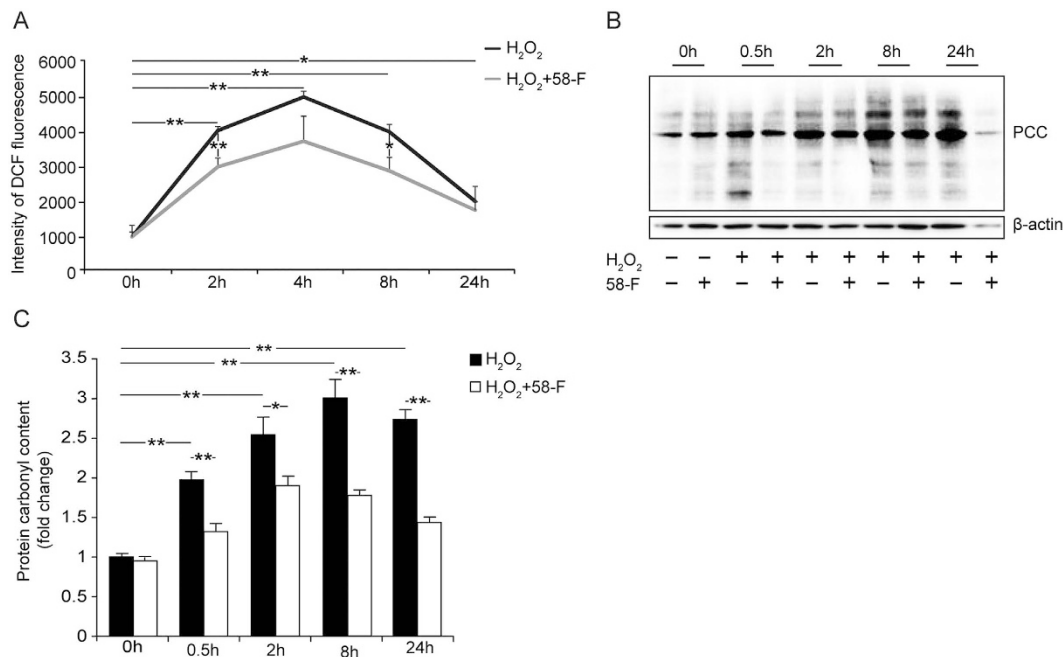 A
H₂O₂
H₂O₂+58-F
Intensity of DCF fluorescence
6000
5000
4000
3000
2000
1000
0
*
**
**
**
**
*
0h 2h 4h 8h 24h
B
0h 0.5h 2h 8h 24h
PCC
β-actin
H₂O₂ − − + + + + + + + +
58-F − + − + − + − + − +
C
H₂O₂
H₂O₂+58-F
Protein carbonyl content
(fold change)
3.5
3
2.5
2
1.5
1
0.5
0
**
**
**
**
**
*
**
**
0h 0.5h 2h 8h 24h